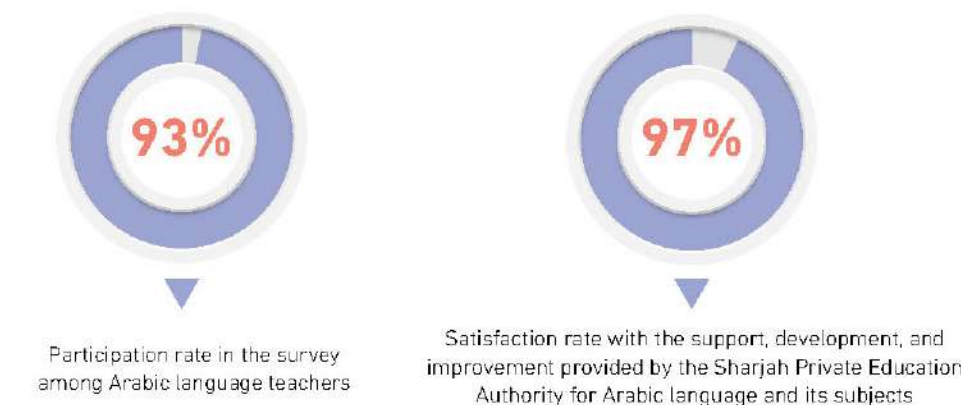 93%
Participation rate in the survey
among Arabic language teachers
97%
Satisfaction rate with the support, development, and
improvement provided by the Sharjah Private Education
Authority for Arabic language and its subjects